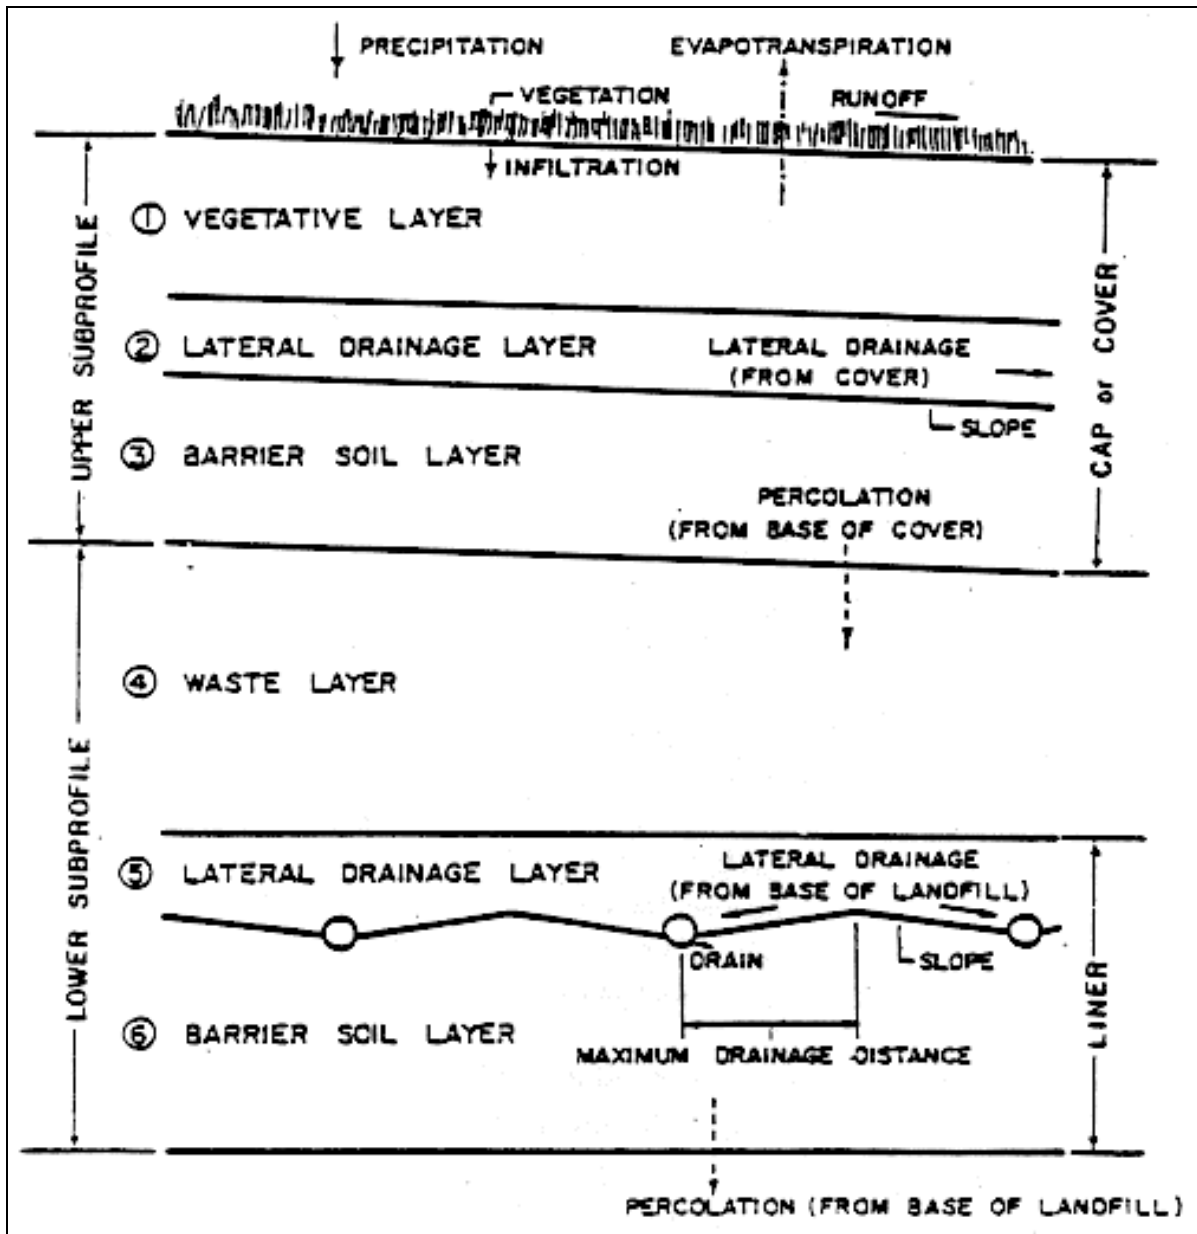 PRECIPITATION
EVAPOTRANSPIRATION
VEGETATION
RUNOFF
INFILTRATION
① VEGETATIVE LAYER
UPPER SUBPROFILE
CAP or COVER
② LATERAL DRAINAGE LAYER
LATERAL DRAINAGE
(FROM COVER)
SLOPE
③ BARRIER SOIL LAYER
PERCOLATION
(FROM BASE OF COVER)
④ WASTE LAYER
LOWER SUBPROFILE
⑤ LATERAL DRAINAGE LAYER
LATERAL DRAINAGE
(FROM BASE OF LANDFILL)
DRAIN
SLOPE
LINER
⑥ BARRIER SOIL LAYER
MAXIMUM DRAINAGE DISTANCE
PERCOLATION (FROM BASE OF LANDFILL)